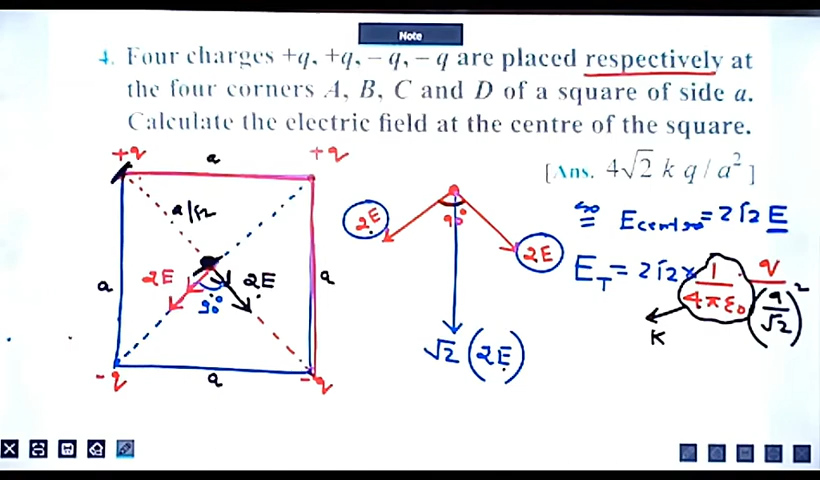 Note
4. Four charges +q, +q, – q, – q are placed respectively at
the four corners A, B, C and D of a square of side a.
Calculate the electric field at the centre of the square.
[Ans. 4√2 k q / a²]
+q
a
+q
a/√2
a
a
2E
2E
90°
-q
a
-q
2E
90°
2E
√2 (2E)
so E centre = 2√2 E
E_T = 2√2 × 1/4πε₀ q/(a/√2)²
K